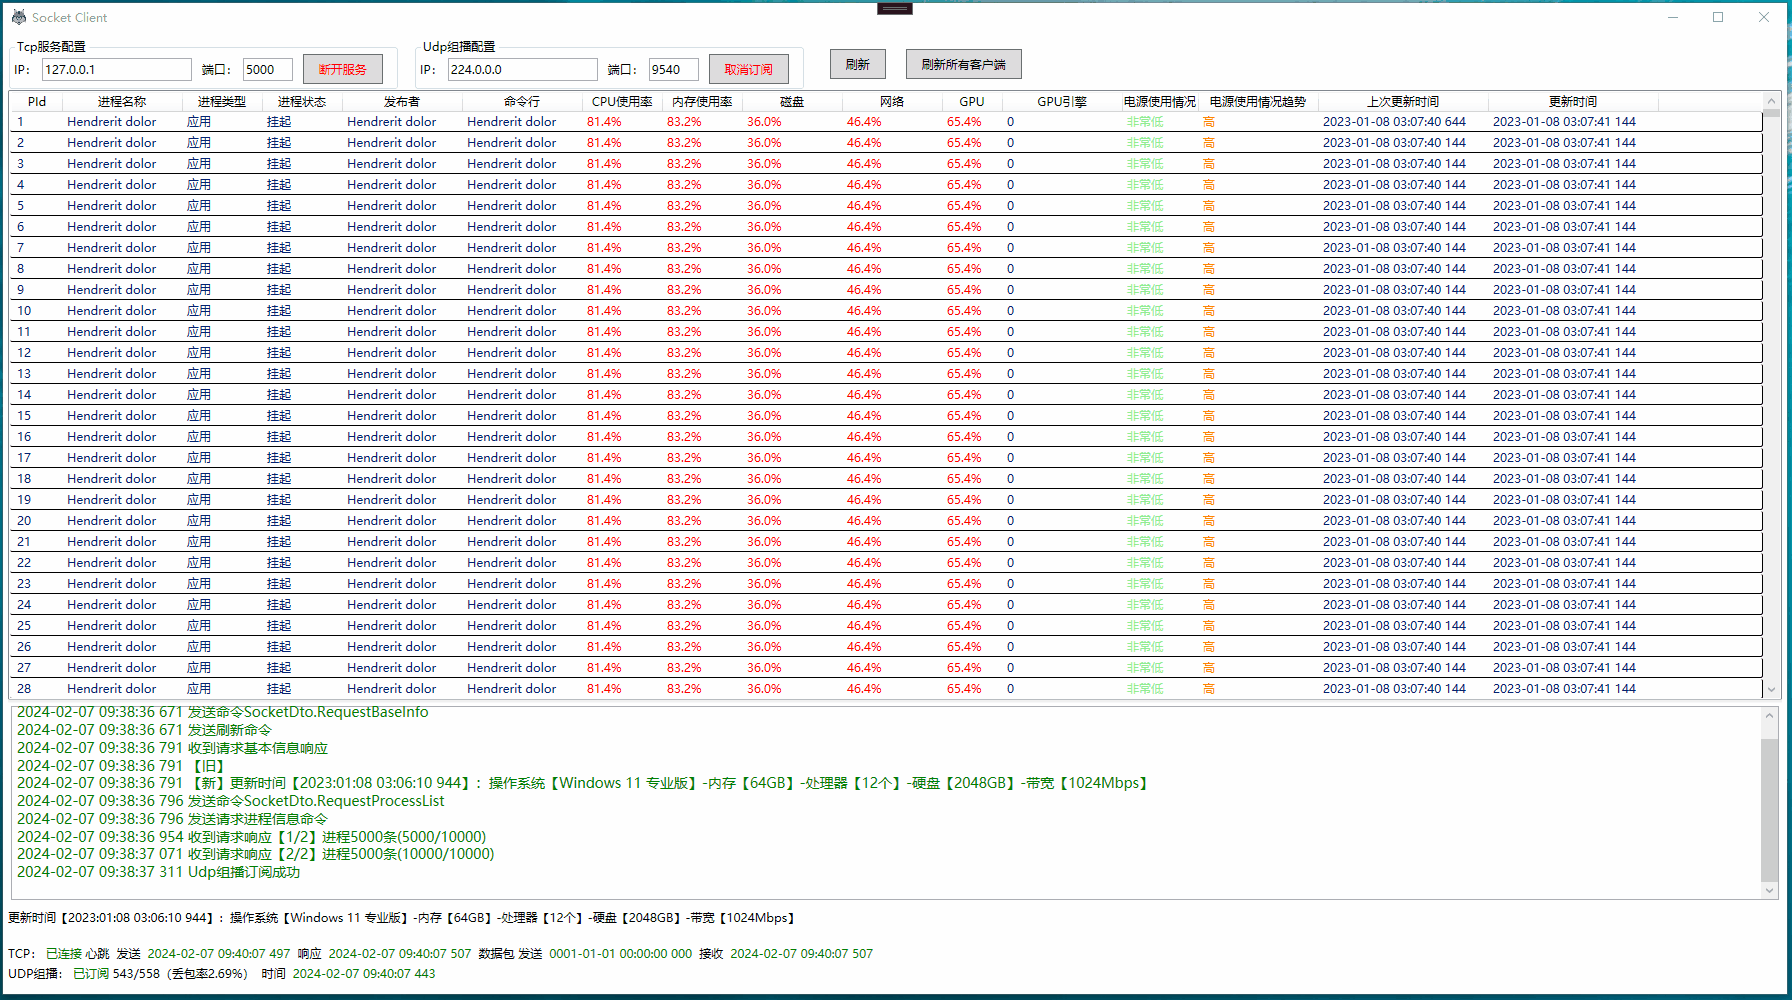 Socket Client
Tcp服务配置 Udp组播配置
IP： 127.0.0.1 端口： 5000 断开服务 IP： 224.0.0.0 端口： 9540 取消订阅 刷新 刷新所有客户端
PId 进程名称 进程类型 进程状态 发布者 命令行 CPU使用率 内存使用率 磁盘 网络 GPU GPU引擎 电源使用情况 电源使用情况趋势 上次更新时间 更新时间
1 Hendrerit dolor 应用 挂起 Hendrerit dolor Hendrerit dolor 81.4% 83.2% 36.0% 46.4% 65.4% 0 非常低 高 2023-01-08 03:07:40 644 2023-01-08 03:07:41 144
2 Hendrerit dolor 应用 挂起 Hendrerit dolor Hendrerit dolor 81.4% 83.2% 36.0% 46.4% 65.4% 0 非常低 高 2023-01-08 03:07:40 144 2023-01-08 03:07:41 144
3 Hendrerit dolor 应用 挂起 Hendrerit dolor Hendrerit dolor 81.4% 83.2% 36.0% 46.4% 65.4% 0 非常低 高 2023-01-08 03:07:40 144 2023-01-08 03:07:41 144
4 Hendrerit dolor 应用 挂起 Hendrerit dolor Hendrerit dolor 81.4% 83.2% 36.0% 46.4% 65.4% 0 非常低 高 2023-01-08 03:07:40 144 2023-01-08 03:07:41 144
5 Hendrerit dolor 应用 挂起 Hendrerit dolor Hendrerit dolor 81.4% 83.2% 36.0% 46.4% 65.4% 0 非常低 高 2023-01-08 03:07:40 144 2023-01-08 03:07:41 144
6 Hendrerit dolor 应用 挂起 Hendrerit dolor Hendrerit dolor 81.4% 83.2% 36.0% 46.4% 65.4% 0 非常低 高 2023-01-08 03:07:40 144 2023-01-08 03:07:41 144
7 Hendrerit dolor 应用 挂起 Hendrerit dolor Hendrerit dolor 81.4% 83.2% 36.0% 46.4% 65.4% 0 非常低 高 2023-01-08 03:07:40 144 2023-01-08 03:07:41 144
8 Hendrerit dolor 应用 挂起 Hendrerit dolor Hendrerit dolor 81.4% 83.2% 36.0% 46.4% 65.4% 0 非常低 高 2023-01-08 03:07:40 144 2023-01-08 03:07:41 144
9 Hendrerit dolor 应用 挂起 Hendrerit dolor Hendrerit dolor 81.4% 83.2% 36.0% 46.4% 65.4% 0 非常低 高 2023-01-08 03:07:40 144 2023-01-08 03:07:41 144
10 Hendrerit dolor 应用 挂起 Hendrerit dolor Hendrerit dolor 81.4% 83.2% 36.0% 46.4% 65.4% 0 非常低 高 2023-01-08 03:07:40 144 2023-01-08 03:07:41 144
11 Hendrerit dolor 应用 挂起 Hendrerit dolor Hendrerit dolor 81.4% 83.2% 36.0% 46.4% 65.4% 0 非常低 高 2023-01-08 03:07:40 144 2023-01-08 03:07:41 144
12 Hendrerit dolor 应用 挂起 Hendrerit dolor Hendrerit dolor 81.4% 83.2% 36.0% 46.4% 65.4% 0 非常低 高 2023-01-08 03:07:40 144 2023-01-08 03:07:41 144
13 Hendrerit dolor 应用 挂起 Hendrerit dolor Hendrerit dolor 81.4% 83.2% 36.0% 46.4% 65.4% 0 非常低 高 2023-01-08 03:07:40 144 2023-01-08 03:07:41 144
14 Hendrerit dolor 应用 挂起 Hendrerit dolor Hendrerit dolor 81.4% 83.2% 36.0% 46.4% 65.4% 0 非常低 高 2023-01-08 03:07:40 144 2023-01-08 03:07:41 144
15 Hendrerit dolor 应用 挂起 Hendrerit dolor Hendrerit dolor 81.4% 83.2% 36.0% 46.4% 65.4% 0 非常低 高 2023-01-08 03:07:40 144 2023-01-08 03:07:41 144
16 Hendrerit dolor 应用 挂起 Hendrerit dolor Hendrerit dolor 81.4% 83.2% 36.0% 46.4% 65.4% 0 非常低 高 2023-01-08 03:07:40 144 2023-01-08 03:07:41 144
17 Hendrerit dolor 应用 挂起 Hendrerit dolor Hendrerit dolor 81.4% 83.2% 36.0% 46.4% 65.4% 0 非常低 高 2023-01-08 03:07:40 144 2023-01-08 03:07:41 144
18 Hendrerit dolor 应用 挂起 Hendrerit dolor Hendrerit dolor 81.4% 83.2% 36.0% 46.4% 65.4% 0 非常低 高 2023-01-08 03:07:40 144 2023-01-08 03:07:41 144
19 Hendrerit dolor 应用 挂起 Hendrerit dolor Hendrerit dolor 81.4% 83.2% 36.0% 46.4% 65.4% 0 非常低 高 2023-01-08 03:07:40 144 2023-01-08 03:07:41 144
20 Hendrerit dolor 应用 挂起 Hendrerit dolor Hendrerit dolor 81.4% 83.2% 36.0% 46.4% 65.4% 0 非常低 高 2023-01-08 03:07:40 144 2023-01-08 03:07:41 144
21 Hendrerit dolor 应用 挂起 Hendrerit dolor Hendrerit dolor 81.4% 83.2% 36.0% 46.4% 65.4% 0 非常低 高 2023-01-08 03:07:40 144 2023-01-08 03:07:41 144
22 Hendrerit dolor 应用 挂起 Hendrerit dolor Hendrerit dolor 81.4% 83.2% 36.0% 46.4% 65.4% 0 非常低 高 2023-01-08 03:07:40 144 2023-01-08 03:07:41 144
23 Hendrerit dolor 应用 挂起 Hendrerit dolor Hendrerit dolor 81.4% 83.2% 36.0% 46.4% 65.4% 0 非常低 高 2023-01-08 03:07:40 144 2023-01-08 03:07:41 144
24 Hendrerit dolor 应用 挂起 Hendrerit dolor Hendrerit dolor 81.4% 83.2% 36.0% 46.4% 65.4% 0 非常低 高 2023-01-08 03:07:40 144 2023-01-08 03:07:41 144
25 Hendrerit dolor 应用 挂起 Hendrerit dolor Hendrerit dolor 81.4% 83.2% 36.0% 46.4% 65.4% 0 非常低 高 2023-01-08 03:07:40 144 2023-01-08 03:07:41 144
26 Hendrerit dolor 应用 挂起 Hendrerit dolor Hendrerit dolor 81.4% 83.2% 36.0% 46.4% 65.4% 0 非常低 高 2023-01-08 03:07:40 144 2023-01-08 03:07:41 144
27 Hendrerit dolor 应用 挂起 Hendrerit dolor Hendrerit dolor 81.4% 83.2% 36.0% 46.4% 65.4% 0 非常低 高 2023-01-08 03:07:40 144 2023-01-08 03:07:41 144
28 Hendrerit dolor 应用 挂起 Hendrerit dolor Hendrerit dolor 81.4% 83.2% 36.0% 46.4% 65.4% 0 非常低 高 2023-01-08 03:07:40 144 2023-01-08 03:07:41 144
2024-02-07 09:38:36 671 发送命令SocketDto.RequestBaseInfo
2024-02-07 09:38:36 671 发送刷新命令
2024-02-07 09:38:36 791 收到请求基本信息响应
2024-02-07 09:38:36 791 【旧】
2024-02-07 09:38:36 791 【新】更新时间【2023:01:08 03:06:10 944】：操作系统【Windows 11 专业版】-内存【64GB】-处理器【12个】-硬盘【2048GB】-带宽【1024Mbps】
2024-02-07 09:38:36 796 发送命令SocketDto.RequestProcessList
2024-02-07 09:38:36 796 发送请求进程信息命令
2024-02-07 09:38:36 954 收到请求响应【1/2】进程5000条(5000/10000)
2024-02-07 09:38:37 071 收到请求响应【2/2】进程5000条(10000/10000)
2024-02-07 09:38:37 311 Udp组播订阅成功
更新时间【2023:01:08 03:06:10 944】：操作系统【Windows 11 专业版】-内存【64GB】-处理器【12个】-硬盘【2048GB】-带宽【1024Mbps】
TCP： 已连接 心跳 发送 2024-02-07 09:40:07 497 响应 2024-02-07 09:40:07 507 数据包 发送 0001-01-01 00:00:00 000 接收 2024-02-07 09:40:07 507
UDP组播： 已订阅 543/558（丢包率2.69%） 时间 2024-02-07 09:40:07 443